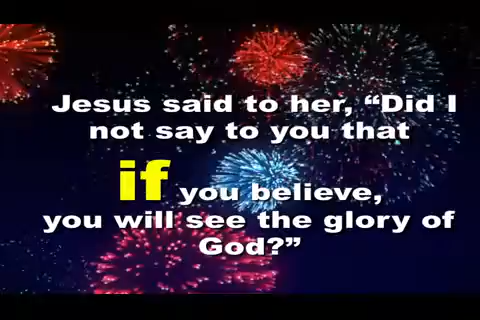 Jesus said to her, “Did I
not say to you that
if you believe,
you will see the glory of
God?”